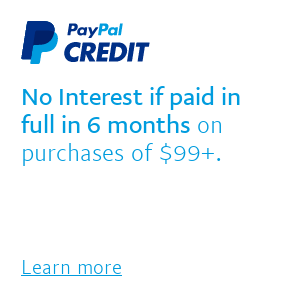 PayPal
CREDIT
No Interest if paid in
full in 6 months on
purchases of $99+.
Learn more